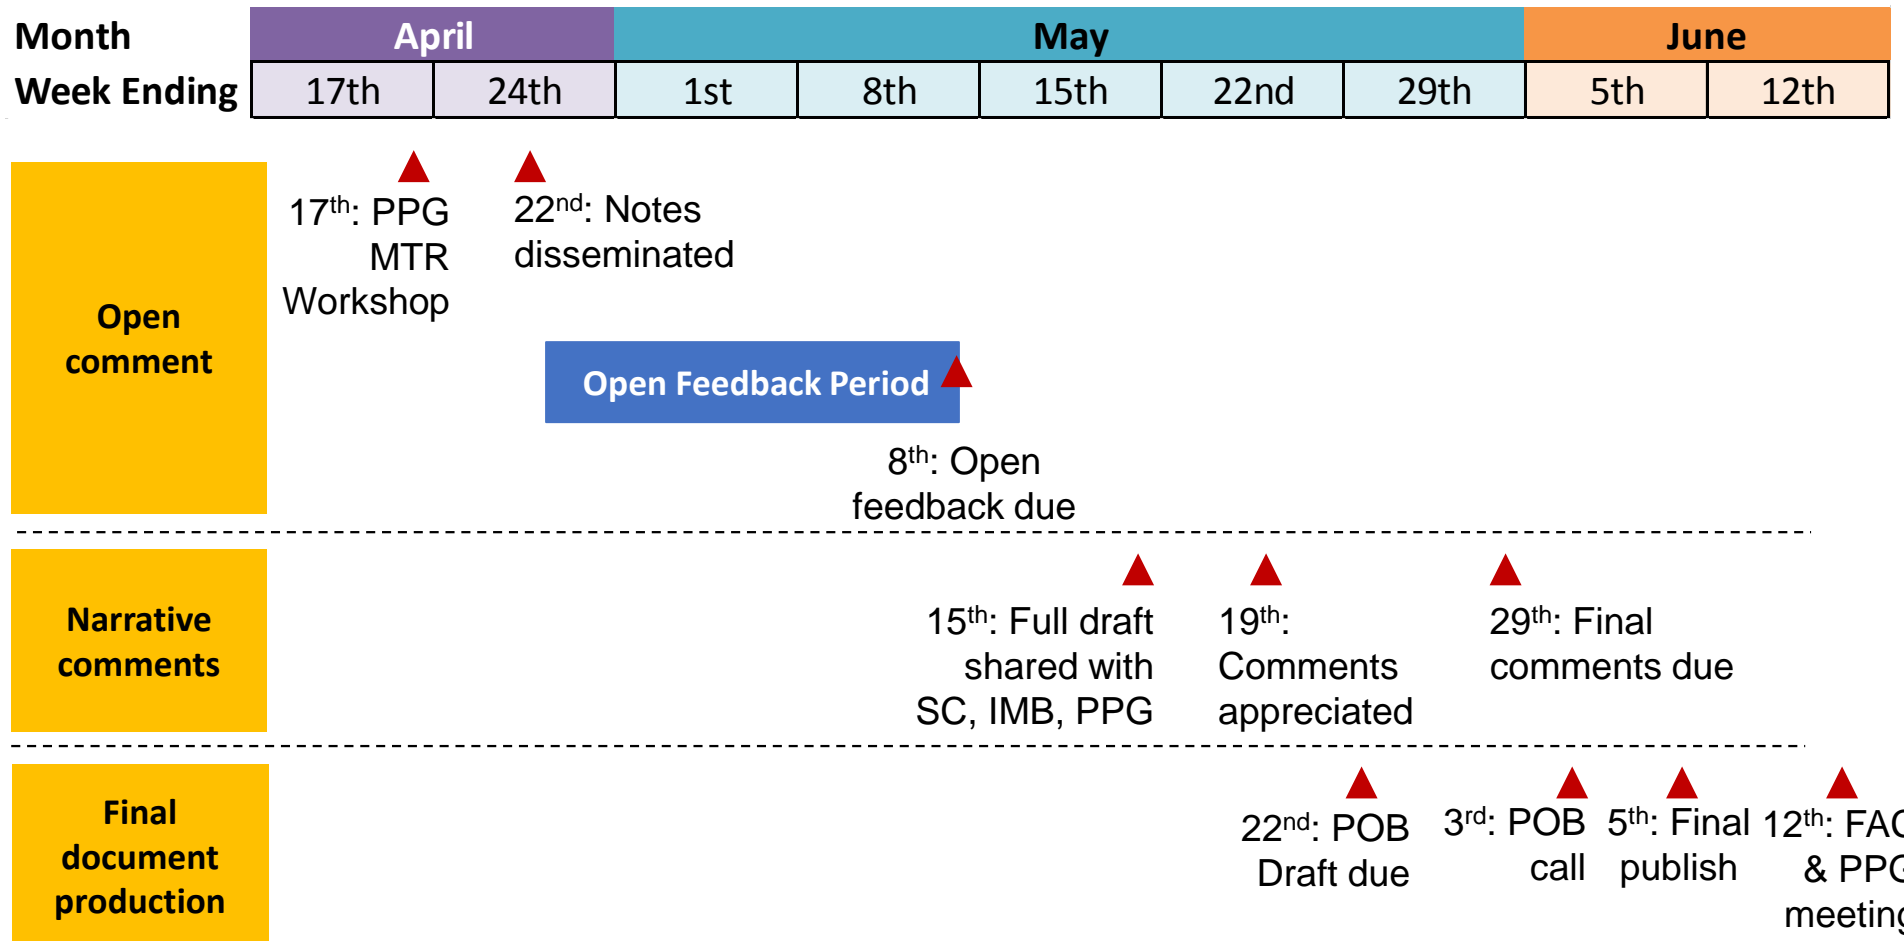 Month April May June
Week Ending 17th 24th 1st 8th 15th 22nd 29th 5th 12th
Open
comment
17th: PPG
MTR
Workshop
22nd: Notes
disseminated
Open Feedback Period
8th: Open
feedback due
Narrative
comments
15th: Full draft
shared with
SC, IMB, PPG
19th:
Comments
appreciated
29th: Final
comments due
Final
document
production
22nd: POB
Draft due
3rd: POB
call
5th: Final
publish
12th: FAC
& PPG
meeting